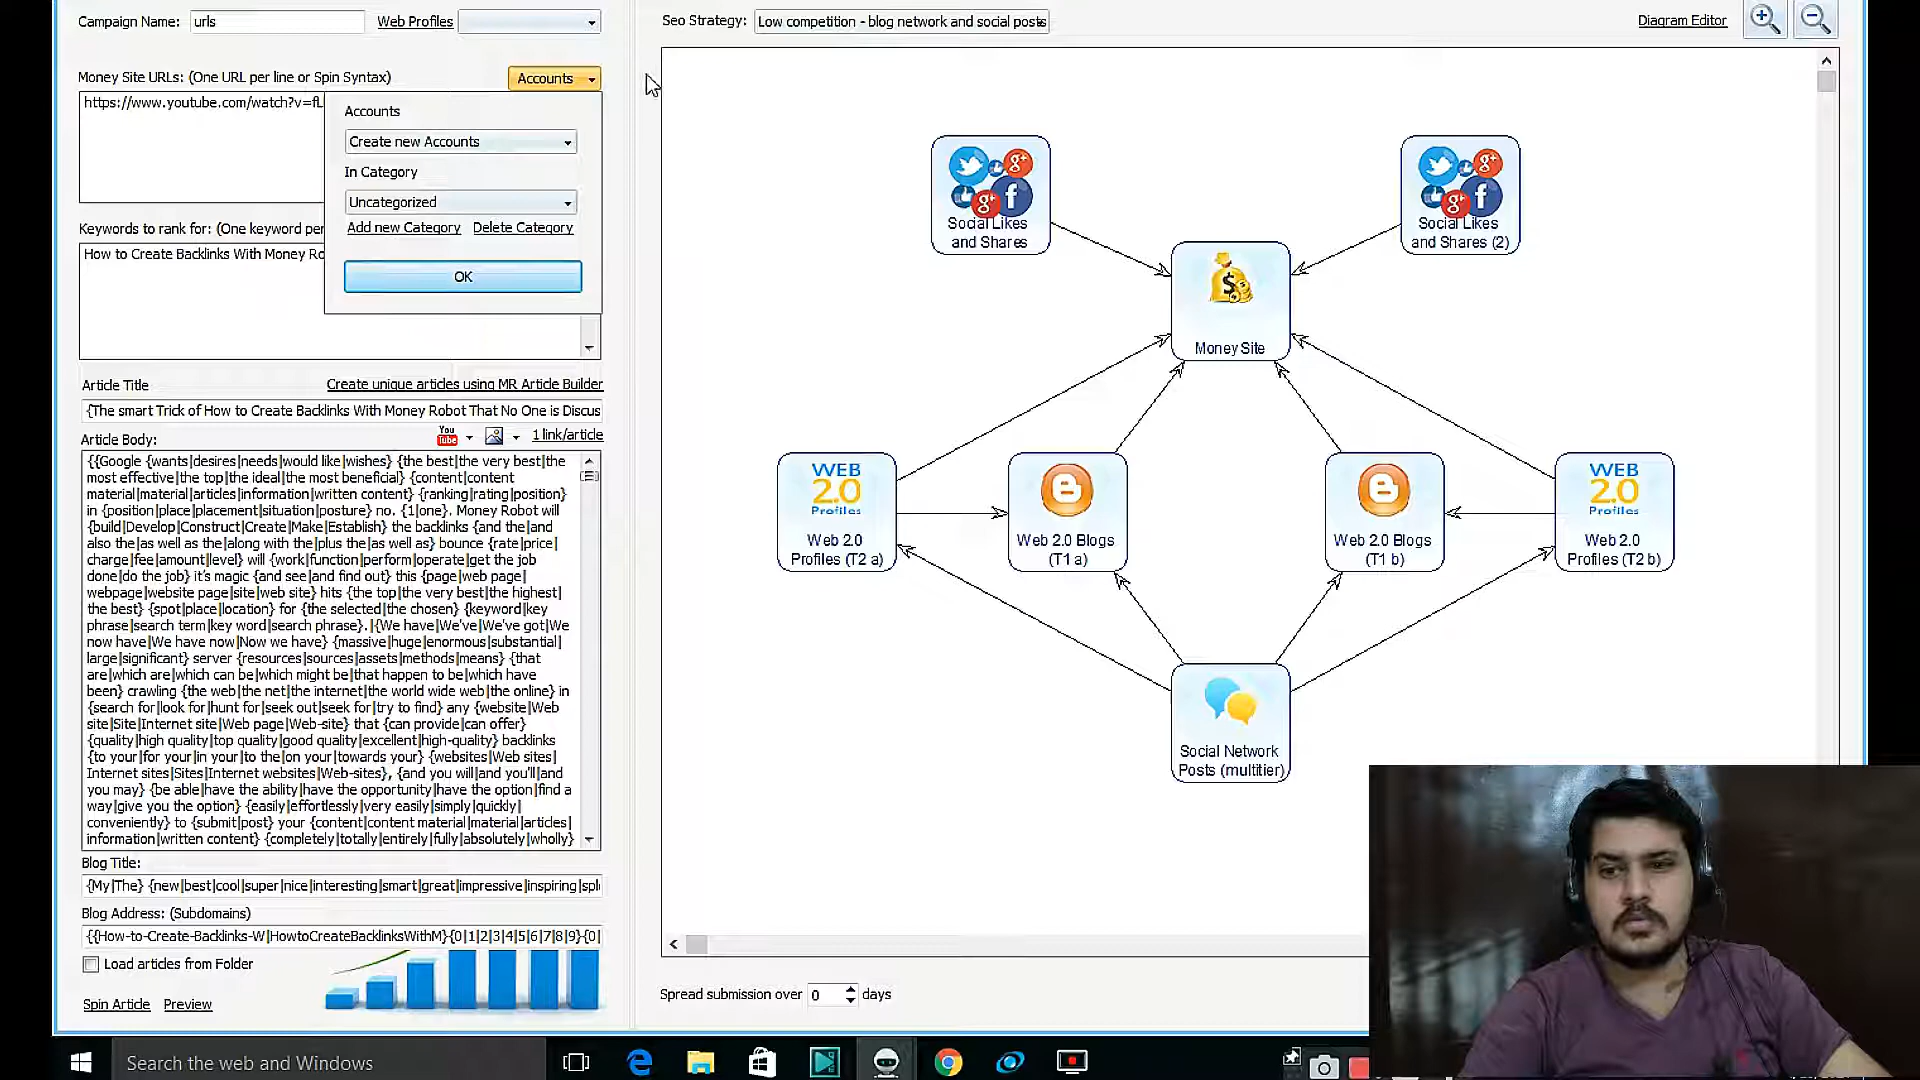 Campaign Name:
urls
Web Profiles
Seo Strategy:
Low competition - blog network and social posts
Diagram Editor
Money Site URLs: (One URL per line or Spin Syntax)
Accounts
https://www.youtube.com/watch?v=fL
Accounts
Create new Accounts
In Category
Uncategorized
Add new Category
Delete Category
OK
Keywords to rank for: (One keyword per
How to Create Backlinks With Money Ro
Article Title
Create unique articles using MR Article Builder
{The smart Trick of How to Create Backlinks With Money Robot That No One is Discus
Article Body:
You
Tube
1 link/article
{{Google {wants|desires|needs|would like|wishes} {the best|the very best|the
most effective|the top|the ideal|the most beneficial} {content|content
material|material|articles|information|written content} {ranking|rating|position}
in {position|place|placement|situation|posture} no. {1|one}. Money Robot will
{build|Develop|Construct|Create|Make|Establish} the backlinks {and the|and
also the|as well as the|along with the|plus the|as well as} bounce {rate|price|
charge|fee|amount|level} will {work|function|perform|operate|get the job
done|do the job} it's magic {and see|and find out} this {page|web page|
webpage|website page|site|web site} hits {the top|the very best|the highest|
the best} {spot|place|location} for {the selected|the chosen} {keyword|key
phrase|search term|key word|search phrase}.|{We have|We've|We've got|We
now have|We have now|Now we have} {massive|huge|enormous|substantial|
large|significant} server {resources|sources|assets|methods|means} {that
are|which are|which can be|which might be|that happen to be|which have
been} crawling {the web|the net|the internet|the world wide web|the online} in
{search for|look for|hunt for|seek out|seek for|try to find} any {website|Web
site|Site|Internet site|Web page|Web-site} that {can provide|can offer}
{quality|high quality|top quality|good quality|excellent|high-quality} backlinks
{to your|for your|in your|to the|on your|towards your} {websites|Web sites|
Internet sites|Sites|Internet websites|Web-sites}, {and you will|and you'll|and
you may} {be able|have the ability|have the opportunity|have the option|find a
way|give you the option} {easily|effortlessly|very easily|simply|quickly|
conveniently} to {submit|post} your {content|content material|material|articles|
information|written content} {completely|totally|entirely|fully|absolutely|wholly}
Blog Title:
{My|The} {new|best|cool|super|nice|interesting|smart|great|impressive|inspiring|spl
Blog Address: (Subdomains)
{{How-to-Create-Backlinks-W|HowtoCreateBacklinksWithM}{0|1|2|3|4|5|6|7|8|9}{0|
Load articles from Folder
Spin Article
Preview
Social Likes
and Shares
Social Likes
and Shares (2)
Money Site
WEB
2.0
Profiles
Web 2.0
Profiles (T2 a)
Web 2.0 Blogs
(T1 a)
Web 2.0 Blogs
(T1 b)
WEB
2.0
Profiles
Web 2.0
Profiles (T2 b)
Social Network
Posts (multitier)
Spread submission over
0
days
Search the web and Windows